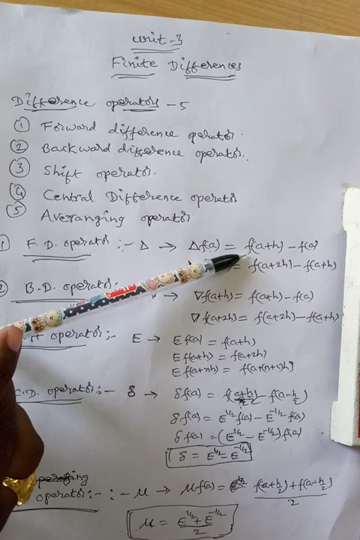 Unit-3
Finite Differences
Difference operators - 5
① Forward difference operator.
② Backward difference operator.
③ Shift operator.
④ Central Difference operator
⑤ Averanging operator
F.D. operator :- Δ → Δf(a) = f(a+h) - f(a)
= f(a+2h) - f(a+h)
B.D. operator → ∇f(a+h) = f(a+h) - f(a)
∇f(a+2h) = f(a+2h) - f(a+h)
operator :- E → Ef(a) = f(a+h)
Ef(a+h) = f(a+2h)
Ef(a+nh) = f(a+(n+1)h)
C.D. operator :- δ → δf(a) = f(a+h/2) - f(a-h/2)
δf(a) = E^1/2 f(a) - E^-1/2 f(a)
δf(a) = (E^1/2 - E^-1/2) f(a)
δ = E^1/2 - E^-1/2
operator :- :- μ → μf(a) = f(a+h/2) + f(a-h/2) / 2
μ = E^1/2 + E^-1/2 / 2